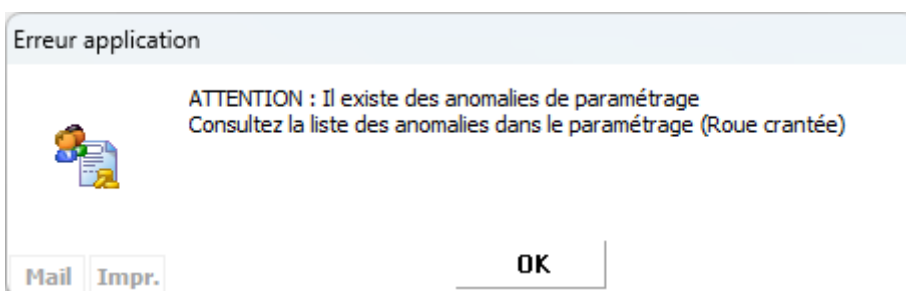 Erreur application
ATTENTION : Il existe des anomalies de paramétrage
Consultez la liste des anomalies dans le paramétrage (Roue crantée)
OK
Mail Impr.